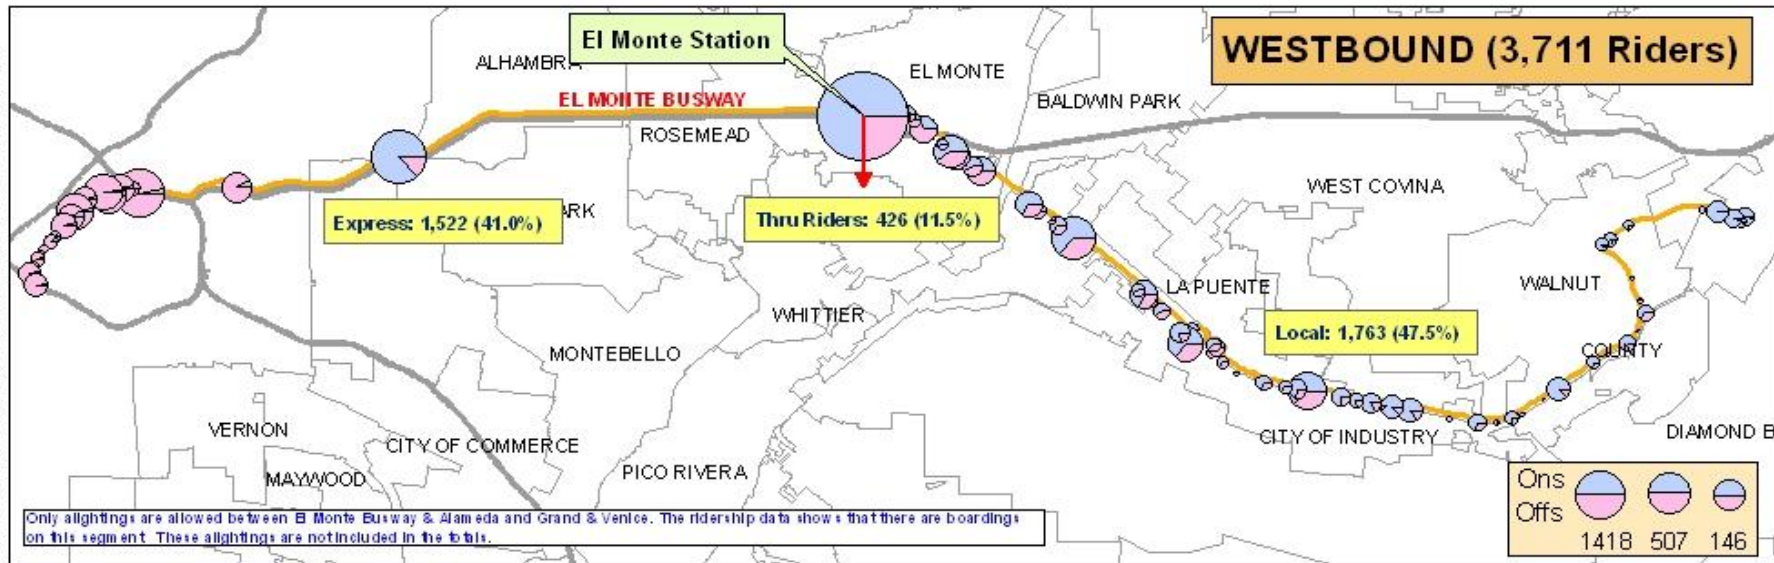 El Monte Station
WESTBOUND (3,711 Riders)
ALHAMBRA
EL MONTE
EL MONTE BUSWAY
BALDWIN PARK
ROSEMEAD
WEST COVINA
Express: 1,522 (41.0%)
ARK
Thru Riders: 426 (11.5%)
LA PUENTE
WALNUT
WHITTIER
Local: 1,763 (47.5%)
MONTEBELLO
COUNTY
VERNON
CITY OF COMMERCE
CITY OF INDUSTRY
DIAMOND B
MAYWOOD
PICO RIVERA
Ons
Offs
1418 507 146
Only alightings are allowed between El Monte Busway & Alameda and Grand & Venice. The ridership data shows that there are boardings
on this segment. These alightings are not included in the totals.